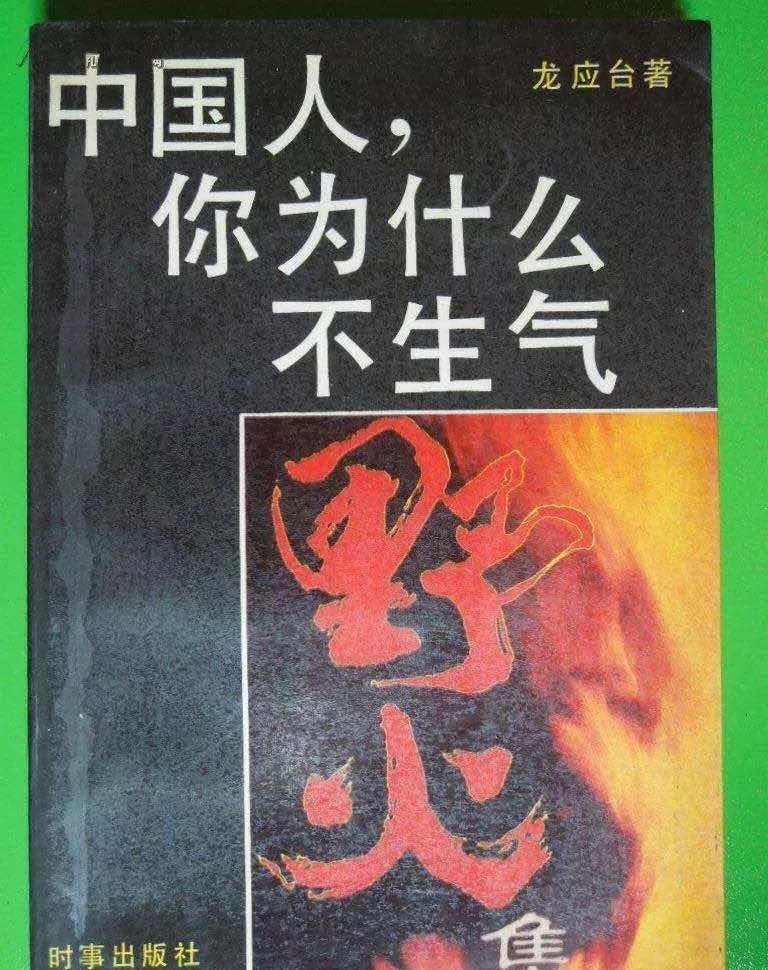 龙应台著
中国人，
你为什么
不生气
野火
集
时事出版社